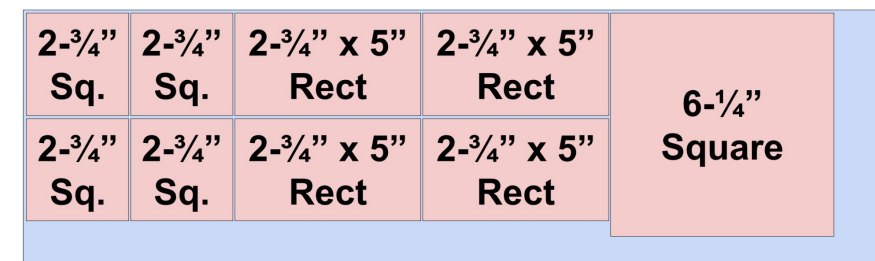 2-¾”
Sq.
2-¾”
Sq.
2-¾” x 5”
Rect
2-¾” x 5”
Rect
6-¼”
Square
2-¾”
Sq.
2-¾”
Sq.
2-¾” x 5”
Rect
2-¾” x 5”
Rect